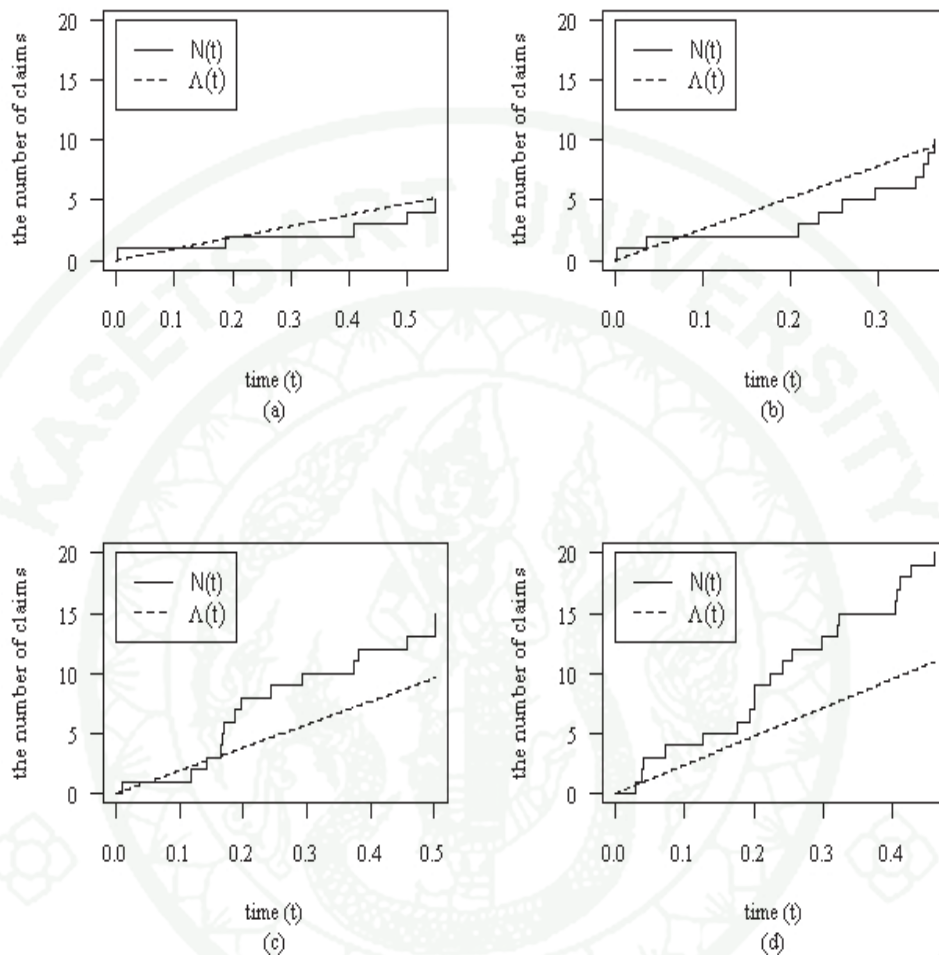 the number of claims
20
15
10
5
0
N(t)
Λ(t)
0.0 0.1 0.2 0.3 0.4 0.5
time (t)
(a)
the number of claims
20
15
10
5
0
N(t)
Λ(t)
0.0 0.1 0.3
time (t)
(b)
the number of claims
20
15
10
5
0
N(t)
Λ(t)
0.0 0.1 0.2 0.3 0.4 0.5
time (t)
(c)
the number of claims
20
15
10
5
0
N(t)
Λ(t)
0.0 0.1 0.2 0.3 0.4
time (t)
(d)
KASETSART UNIVERSITY